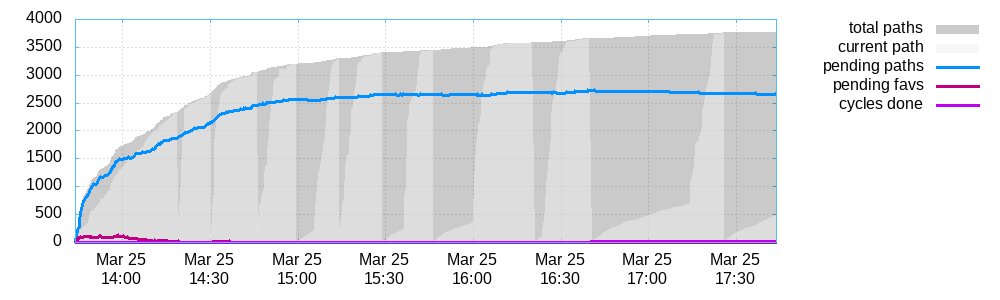 4000
3500
3000
2500
2000
1500
1000
500
0
Mar 25 Mar 25 Mar 25 Mar 25 Mar 25 Mar 25 Mar 25 Mar 25
14:00 14:30 15:00 15:30 16:00 16:30 17:00 17:30
total paths
current path
pending paths
pending favs
cycles done